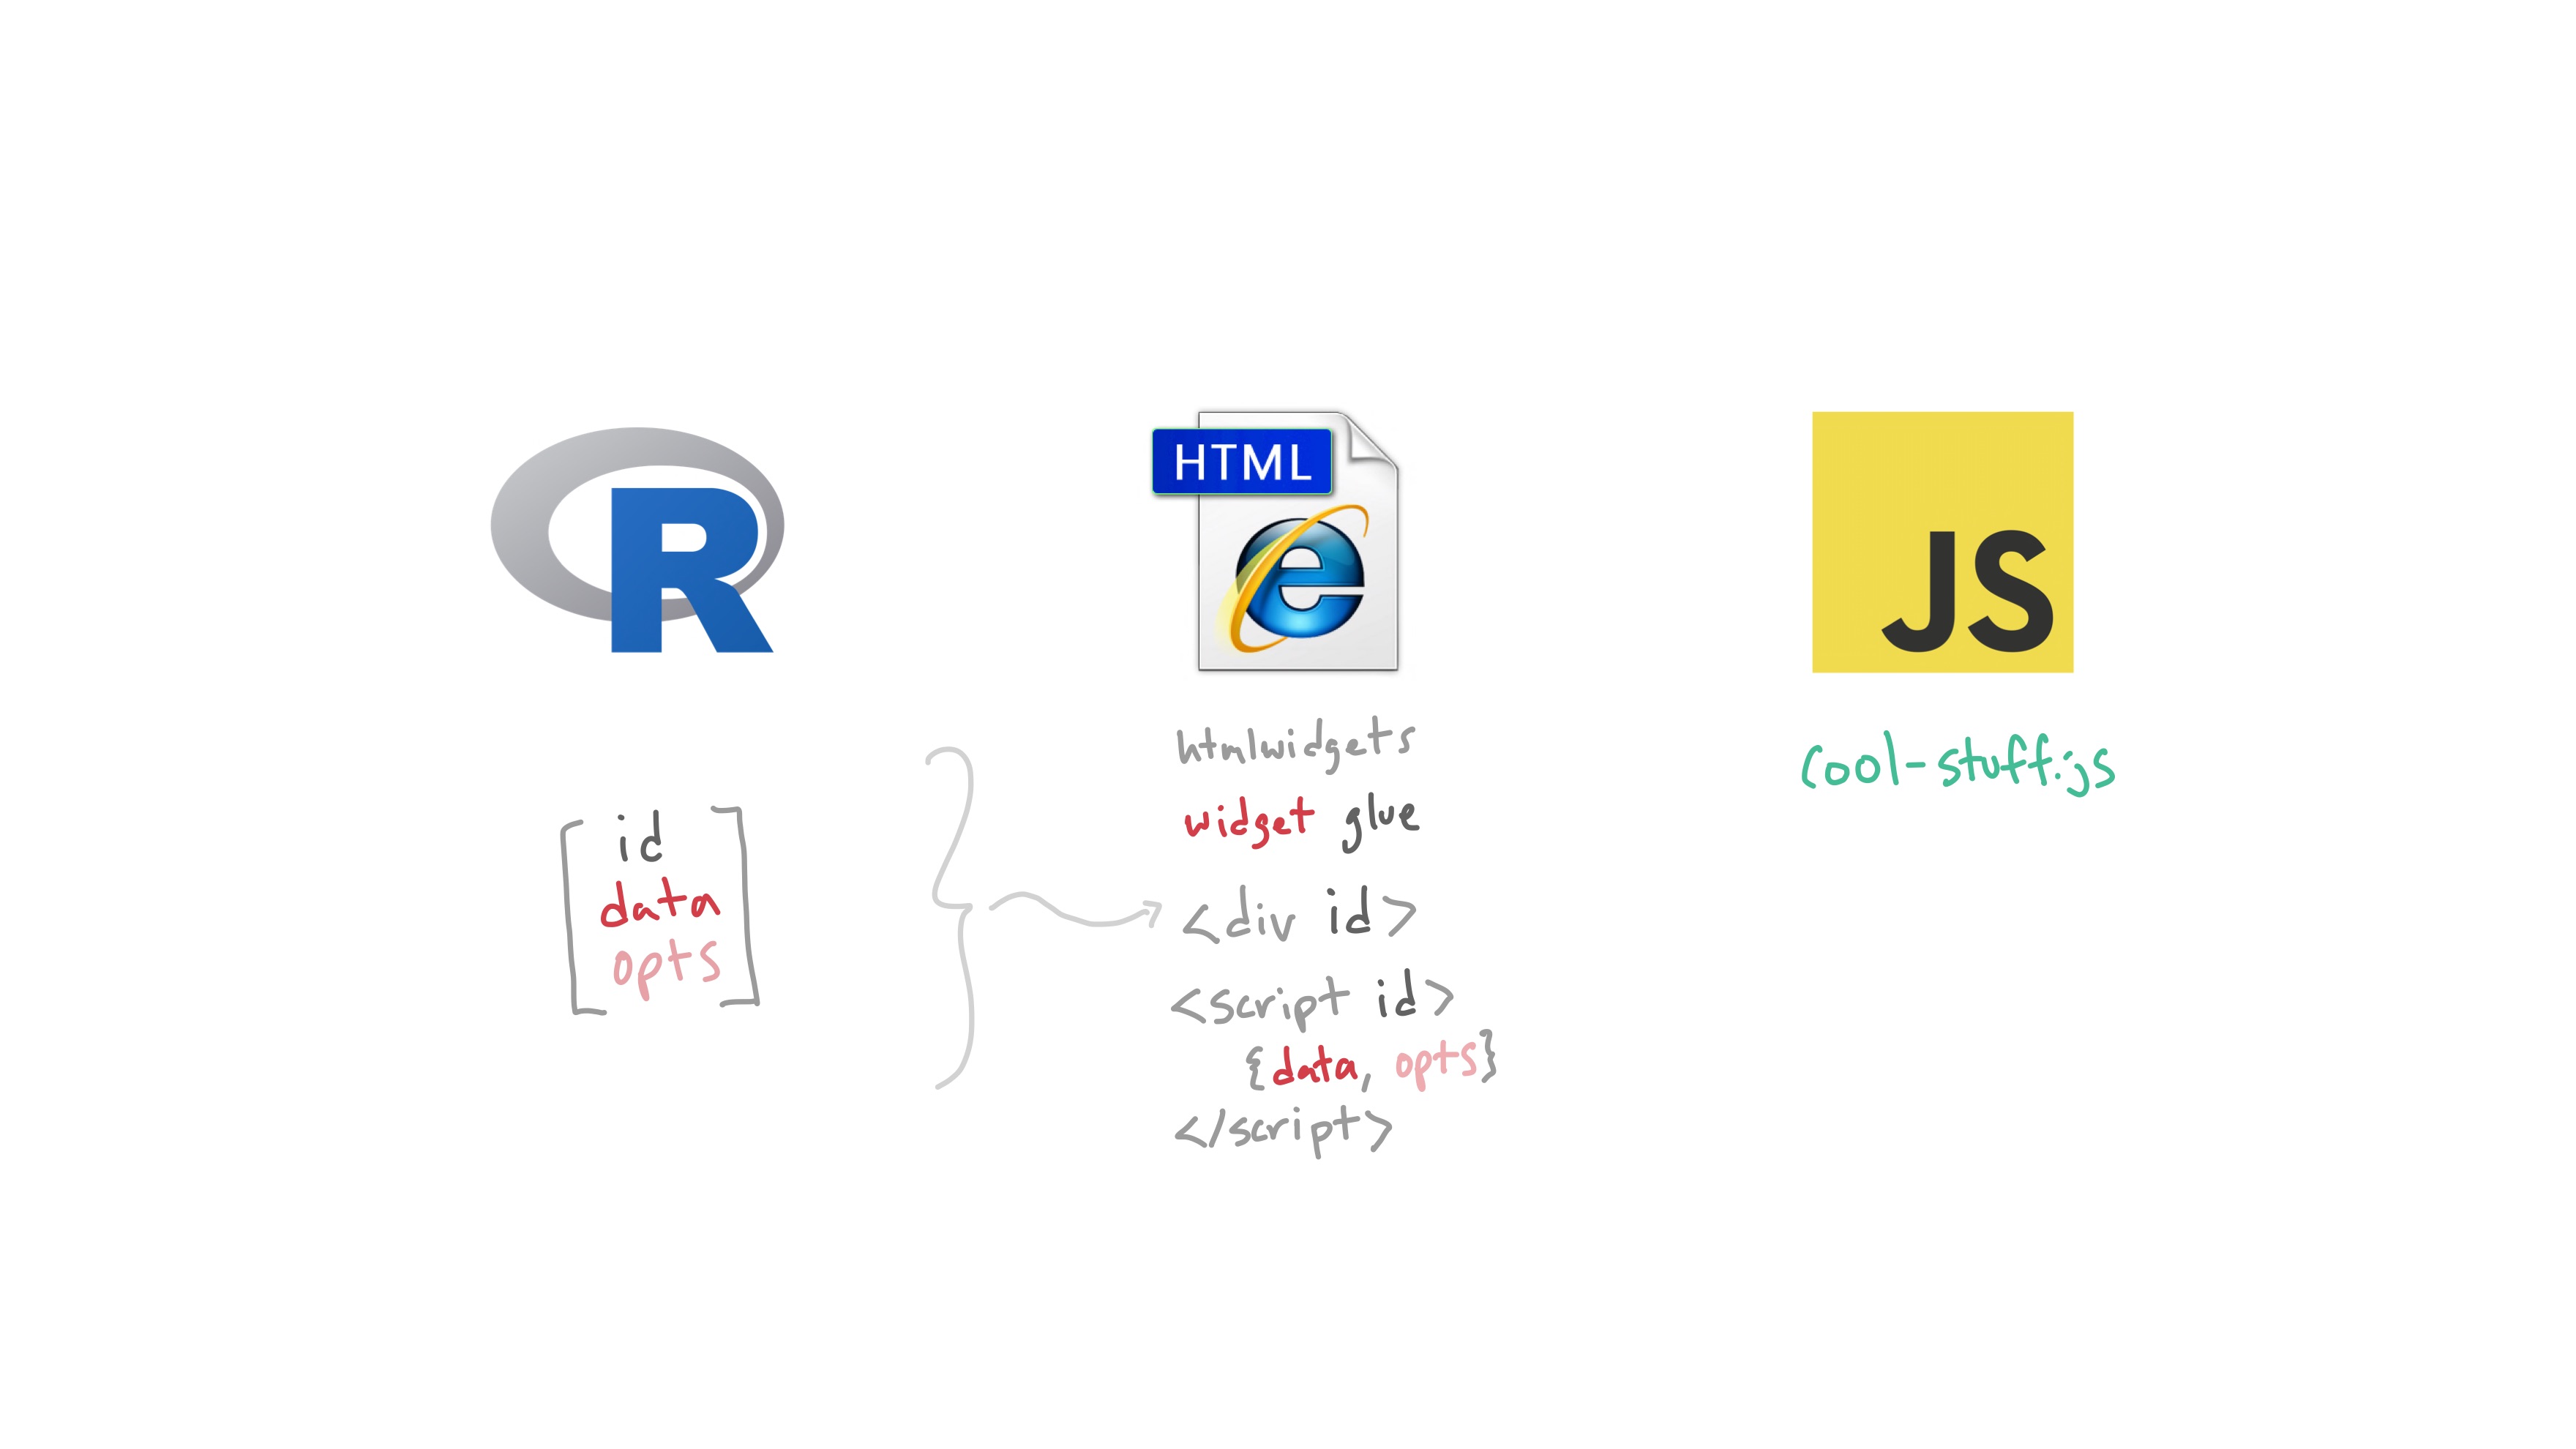 R
id
data
opts
HTML
e
htmlwidgets
widget glue
<div id>
<script id>
{data, opts}
</script>
JS
cool-stuff.js